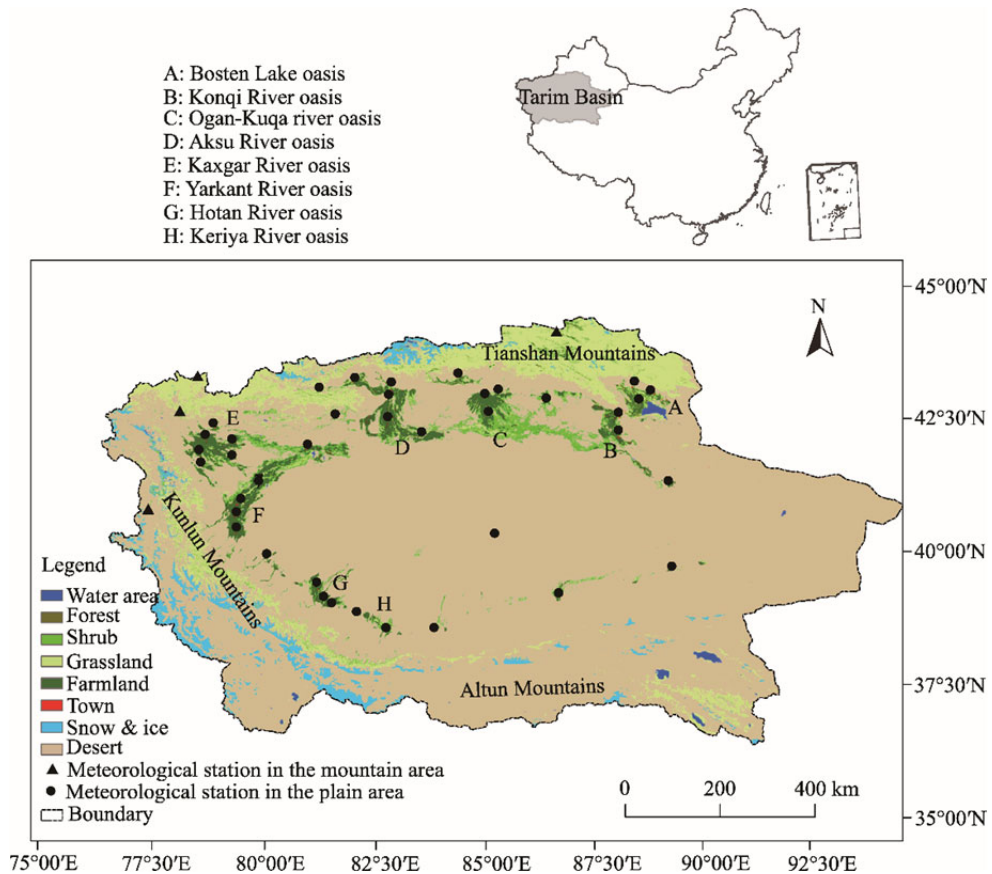 A: Bosten Lake oasis
B: Konqi River oasis
C: Ogan-Kuqa river oasis
D: Aksu River oasis
E: Kaxgar River oasis
F: Yarkant River oasis
G: Hotan River oasis
H: Keriya River oasis
Tarim Basin
45°00′N
N
Tianshan Mountains
A
E
42°30′N
D
C
B
F
Kunlun Mountains
40°00′N
G
H
Legend
Water area
Forest
Shrub
Grassland
Farmland
Town
Snow & ice
Desert
Altun Mountains
37°30′N
Meteorological station in the mountain area
Meteorological station in the plain area
Boundary
0 200 400 km
35°00′N
75°00′E 77°30′E 80°00′E 82°30′E 85°00′E 87°30′E 90°00′E 92°30′E